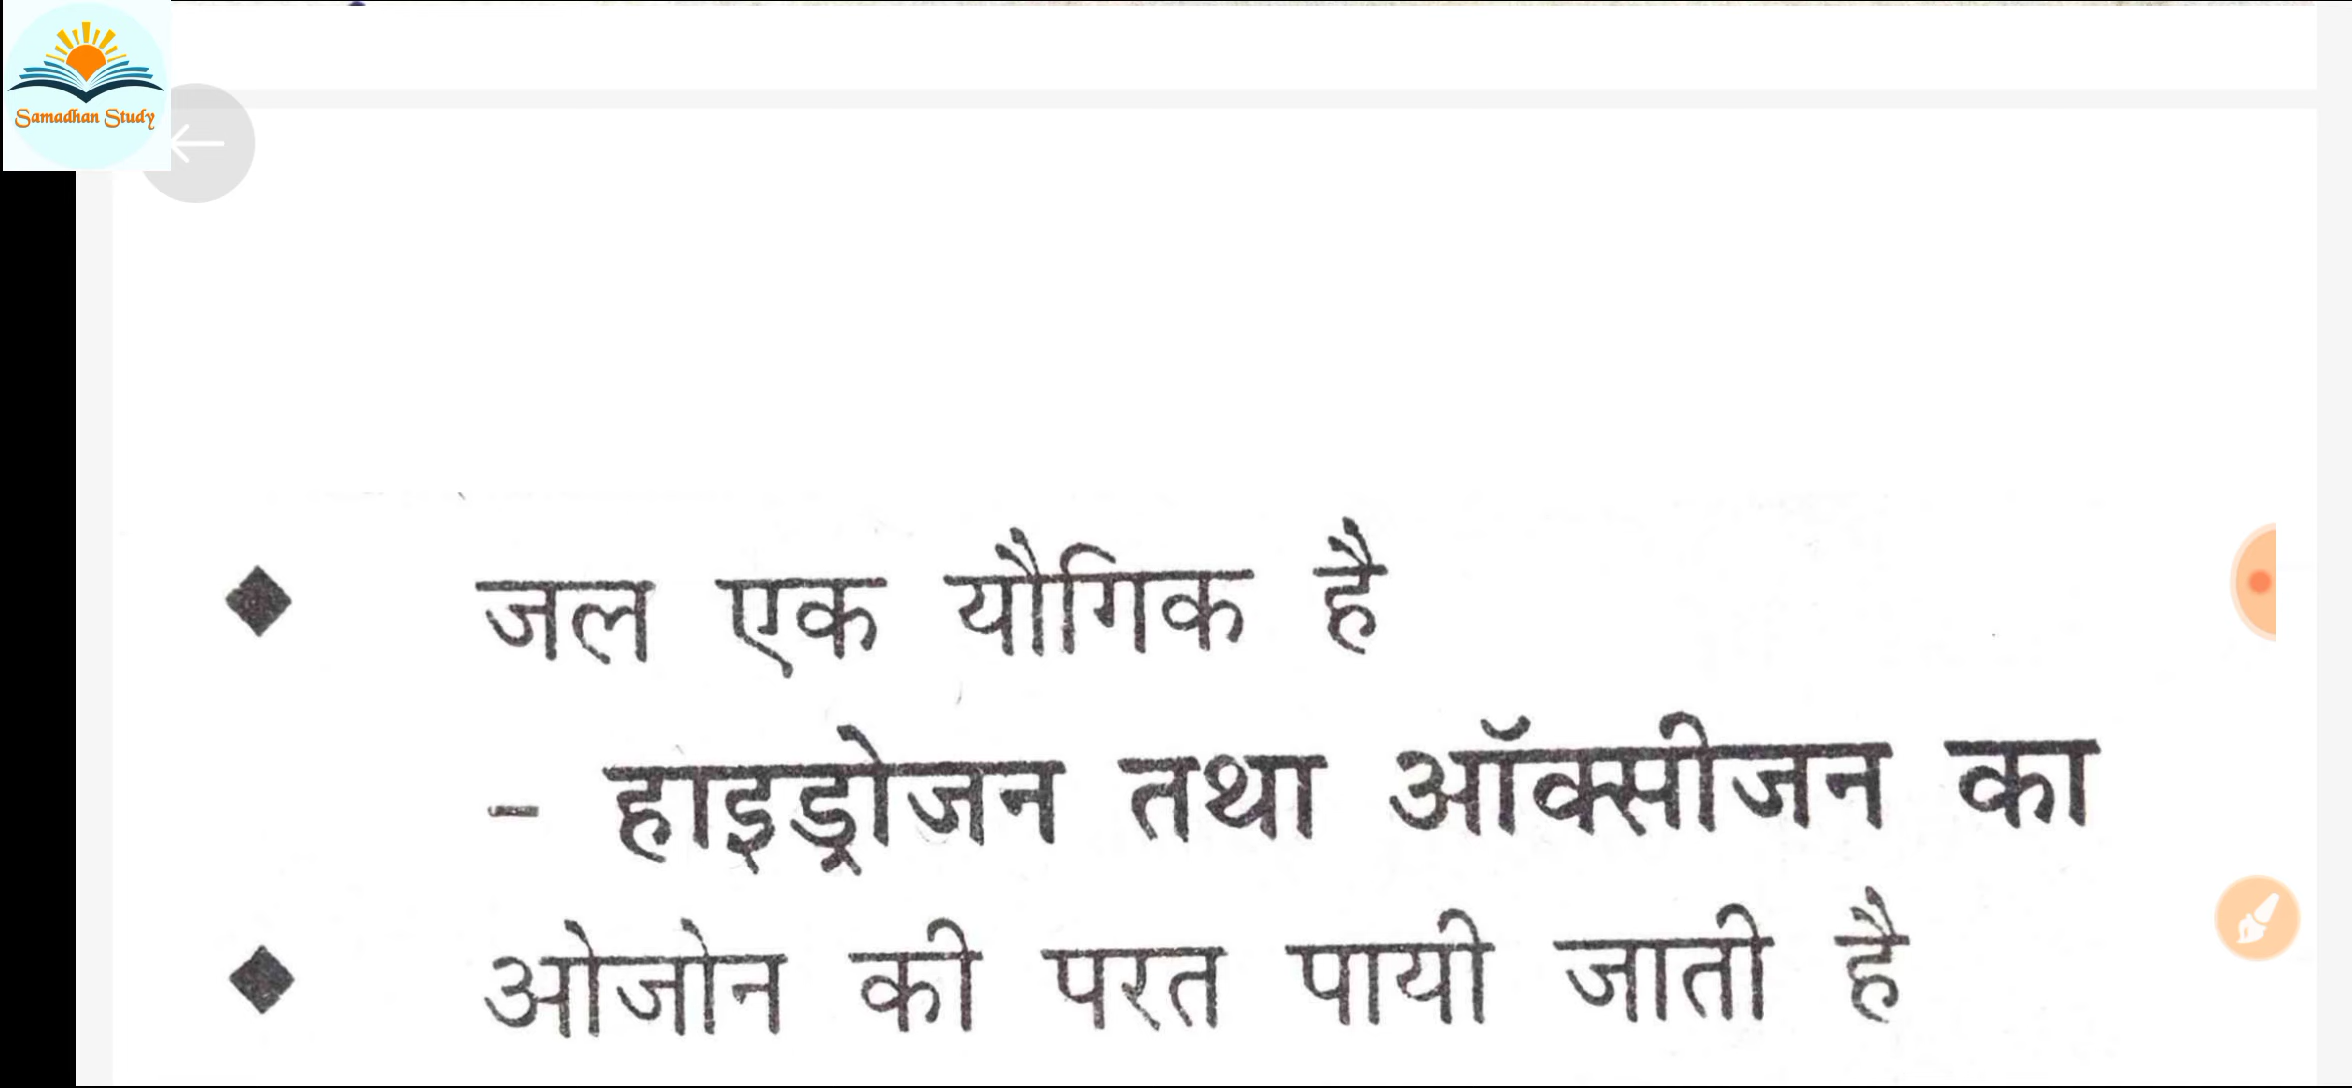 Samadhan Study
जल एक यौगिक है
- हाइड्रोजन तथा ऑक्सीजन का
ओजोन की परत पायी जाती है